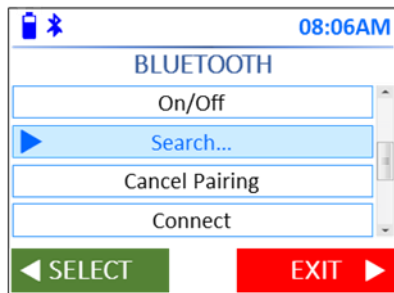 08:06AM
BLUETOOTH
On/Off
Search...
Cancel Pairing
Connect
SELECT EXIT